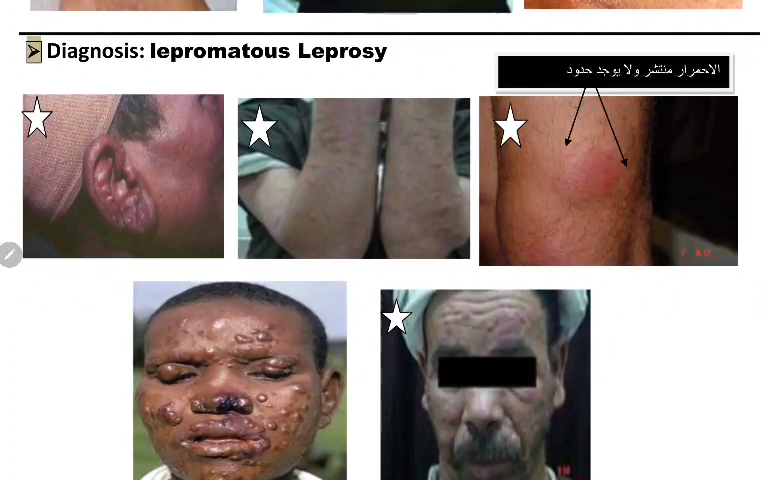 Diagnosis: lepromatous Leprosy
الاحمرار منتشر ولا يوجد حدود